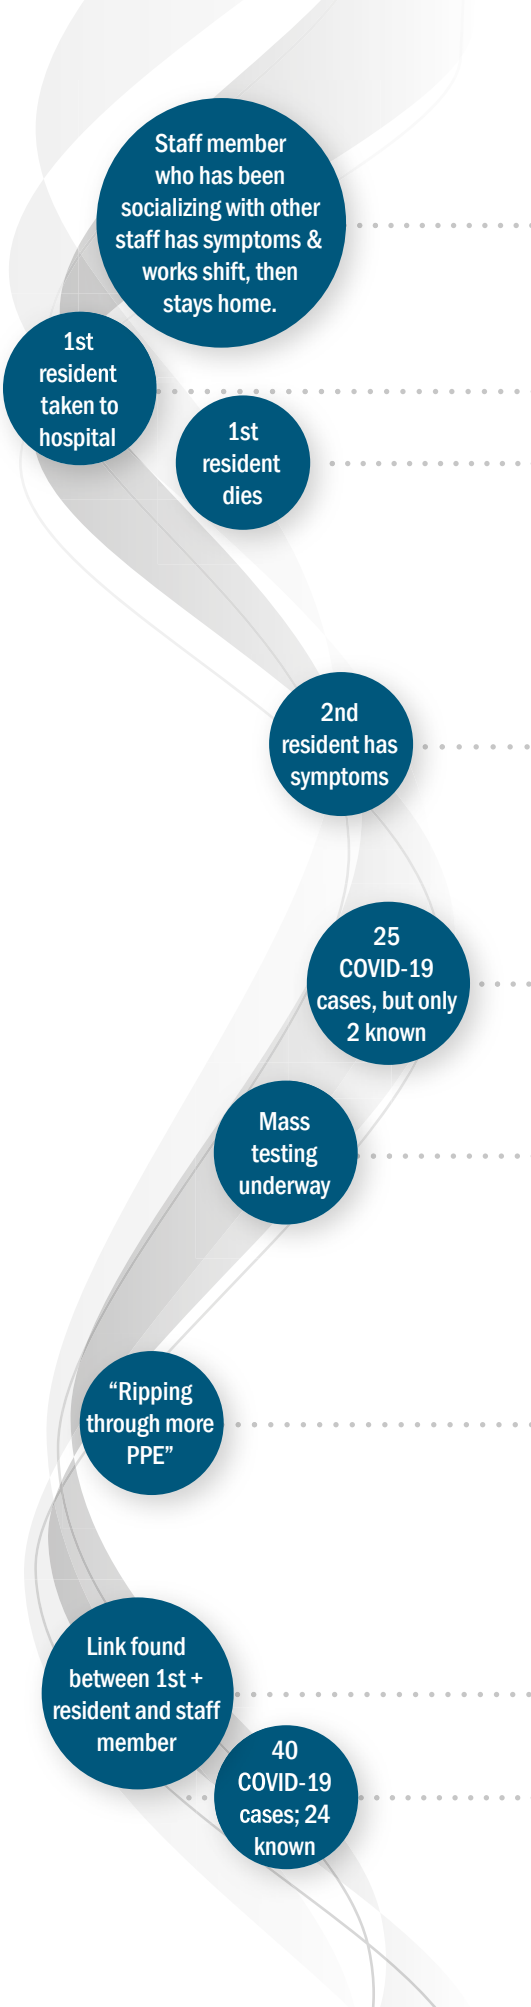 Staff member
who has been
socializing with other
staff has symptoms &
works shift, then
stays home.
1st
resident
taken to
hospital
1st
resident
dies
2nd
resident has
symptoms
25
COVID-19
cases, but only
2 known
Mass
testing
underway
“Ripping
through more
PPE”
Link found
between 1st +
resident and staff
member
40
COVID-19
cases; 24
known